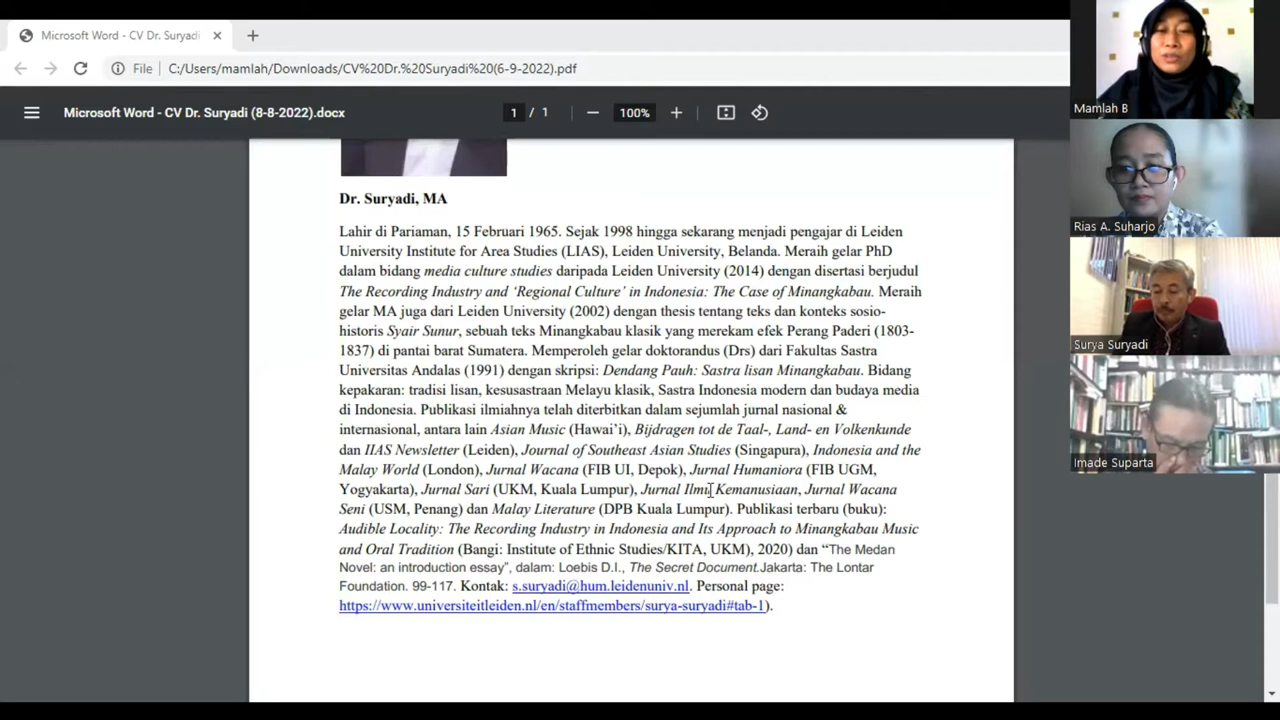 Microsoft Word - CV Dr. Suryadi
File
C:/Users/mamlah/Downloads/CV%20Dr.%20Suryadi%20(6-9-2022).pdf
Microsoft Word - CV Dr. Suryadi (8-8-2022).docx
1 / 1
100%
Dr. Suryadi, MA
Lahir di Pariaman, 15 Februari 1965. Sejak 1998 hingga sekarang menjadi pengajar di Leiden
University Institute for Area Studies (LIAS), Leiden University, Belanda. Meraih gelar PhD
dalam bidang media culture studies daripada Leiden University (2014) dengan disertasi berjudul
The Recording Industry and ‘Regional Culture’ in Indonesia: The Case of Minangkabau. Meraih
gelar MA juga dari Leiden University (2002) dengan thesis tentang teks dan konteks sosio-
historis Syair Sunur, sebuah teks Minangkabau klasik yang merekam efek Perang Paderi (1803-
1837) di pantai barat Sumatera. Memperoleh gelar doktorandus (Drs) dari Fakultas Sastra
Universitas Andalas (1991) dengan skripsi: Dendang Pauh: Sastra lisan Minangkabau. Bidang
kepakaran: tradisi lisan, kesusastraan Melayu klasik, Sastra Indonesia modern dan budaya media
di Indonesia. Publikasi ilmiahnya telah diterbitkan dalam sejumlah jurnal nasional &
internasional, antara lain Asian Music (Hawai’i), Bijdragen tot de Taal-, Land- en Volkenkunde
dan IIAS Newsletter (Leiden), Journal of Southeast Asian Studies (Singapura), Indonesia and the
Malay World (London), Jurnal Wacana (FIB UI, Depok), Jurnal Humaniora (FIB UGM,
Yogyakarta), Jurnal Sari (UKM, Kuala Lumpur), Jurnal Ilmu Kemanusiaan, Jurnal Wacana
Seni (USM, Penang) dan Malay Literature (DPB Kuala Lumpur). Publikasi terbaru (buku):
Audible Locality: The Recording Industry in Indonesia and Its Approach to Minangkabau Music
and Oral Tradition (Bangi: Institute of Ethnic Studies/KITA, UKM), 2020) dan “The Medan
Novel: an introduction essay”, dalam: Loebis D.I., The Secret Document.Jakarta: The Lontar
Foundation. 99-117. Kontak: s.suryadi@hum.leidenuniv.nl. Personal page:
https://www.universiteitleiden.nl/en/staffmembers/surya-suryadi#tab-1).
Mamlah B
Rias A. Suharjo
Surya Suryadi
Imade Suparta